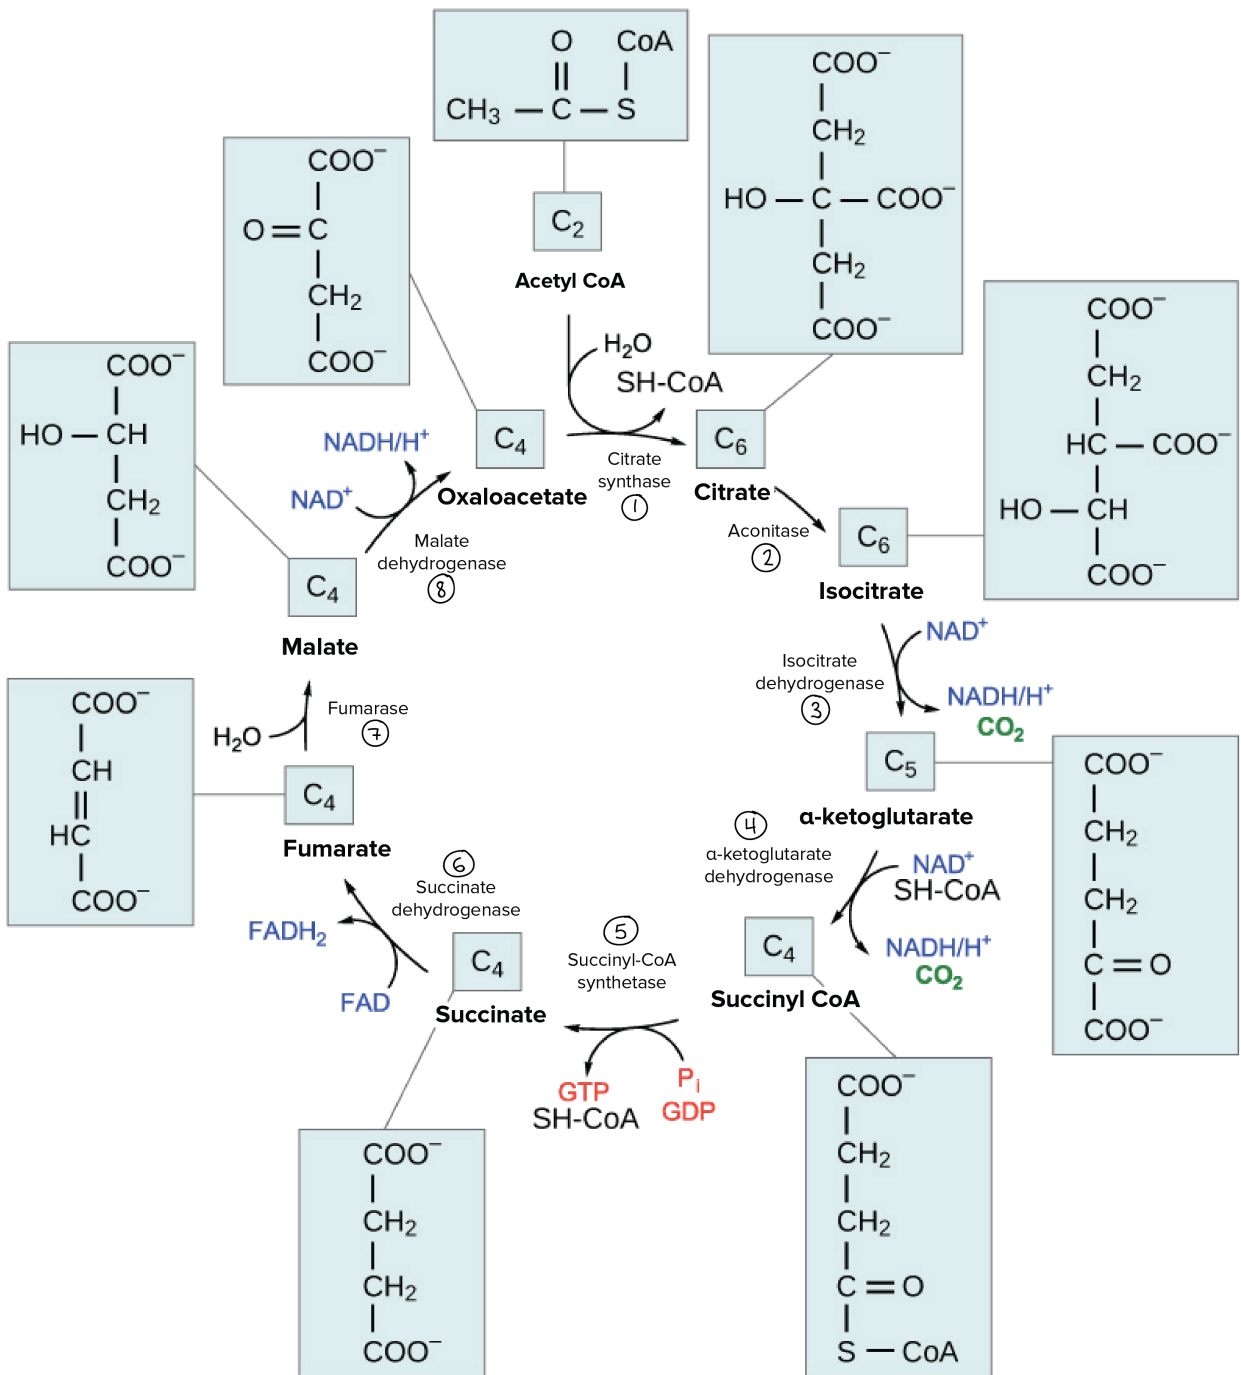 O CoA
CH₃ — C — S
C₂
Acetyl CoA
COO⁻
O = C
CH₂
COO⁻
COO⁻
CH₂
HO — C — COO⁻
CH₂
COO⁻
COO⁻
CH₂
HC — COO⁻
HO — CH
COO⁻
COO⁻
HO — CH
CH₂
COO⁻
H₂O
SH-CoA
C₄
Oxaloacetate
Citrate
synthase
1
C₆
Citrate
Aconitase
2
C₆
Isocitrate
NAD⁺
Isocitrate
dehydrogenase
3
NADH/H⁺
CO₂
C₅
α-ketoglutarate
COO⁻
CH₂
CH₂
C = O
COO⁻
4
α-ketoglutarate
dehydrogenase
NAD⁺
SH-CoA
NADH/H⁺
CO₂
C₄
Succinyl CoA
COO⁻
CH₂
CH₂
C = O
S — CoA
5
Succinyl-CoA
synthetase
Pᵢ
GDP
GTP
SH-CoA
C₄
Succinate
COO⁻
CH₂
CH₂
COO⁻
6
Succinate
dehydrogenase
FAD
FADH₂
C₄
Fumarate
COO⁻
CH
HC
COO⁻
H₂O
Fumarase
7
C₄
Malate
NAD⁺
NADH/H⁺
Malate
dehydrogenase
8